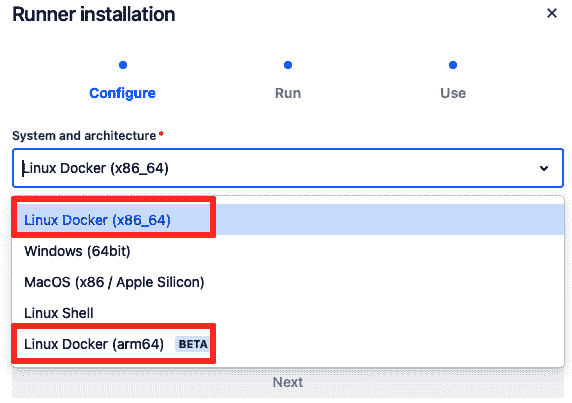 Runner installation
Configure
Run
Use
System and architecture*
Linux Docker (x86_64)
Linux Docker (x86_64)
Windows (64bit)
MacOS (x86 / Apple Silicon)
Linux Shell
Linux Docker (arm64) BETA
Next